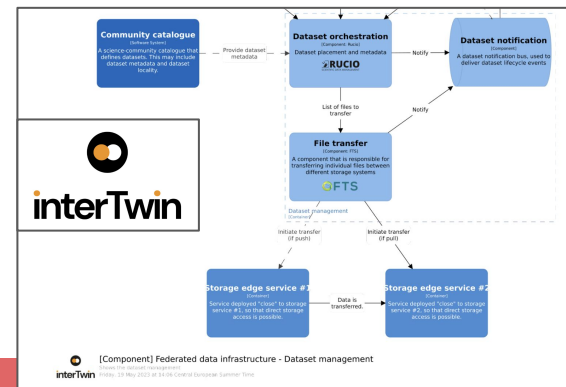 Community catalogue
[Software System]
A science-community catalogue that
defines datasets. This may include
dataset metadata and dataset
locality.
Provide dataset
metadata
Dataset orchestration
[Component: Rucio]
Dataset placement and metadata
RUCIO
Notify
Dataset notification
[Component]
A dataset notification bus, used to
deliver dataset lifecycle events
List of files to
transfer
Notify
File transfer
[Component: FTS]
A component that is responsible for
transferring individual files between
different storage systems
FTS
interTwin
Dataset management
[Container]
Initiate transfer
(if push)
Initiate transfer
(if pull)
Storage edge service #1
[Container]
Service deployed "close" to storage
service #1, so that direct storage
access is possible.
Data is
transferred.
Storage edge service #2
[Container]
Service deployed "close" to storage
service #2, so that direct storage
access is possible.
interTwin
[Component] Federated data infrastructure - Dataset management
Shows the dataset management
Friday, 19 May 2023 at 04:06 Central European Summer Time